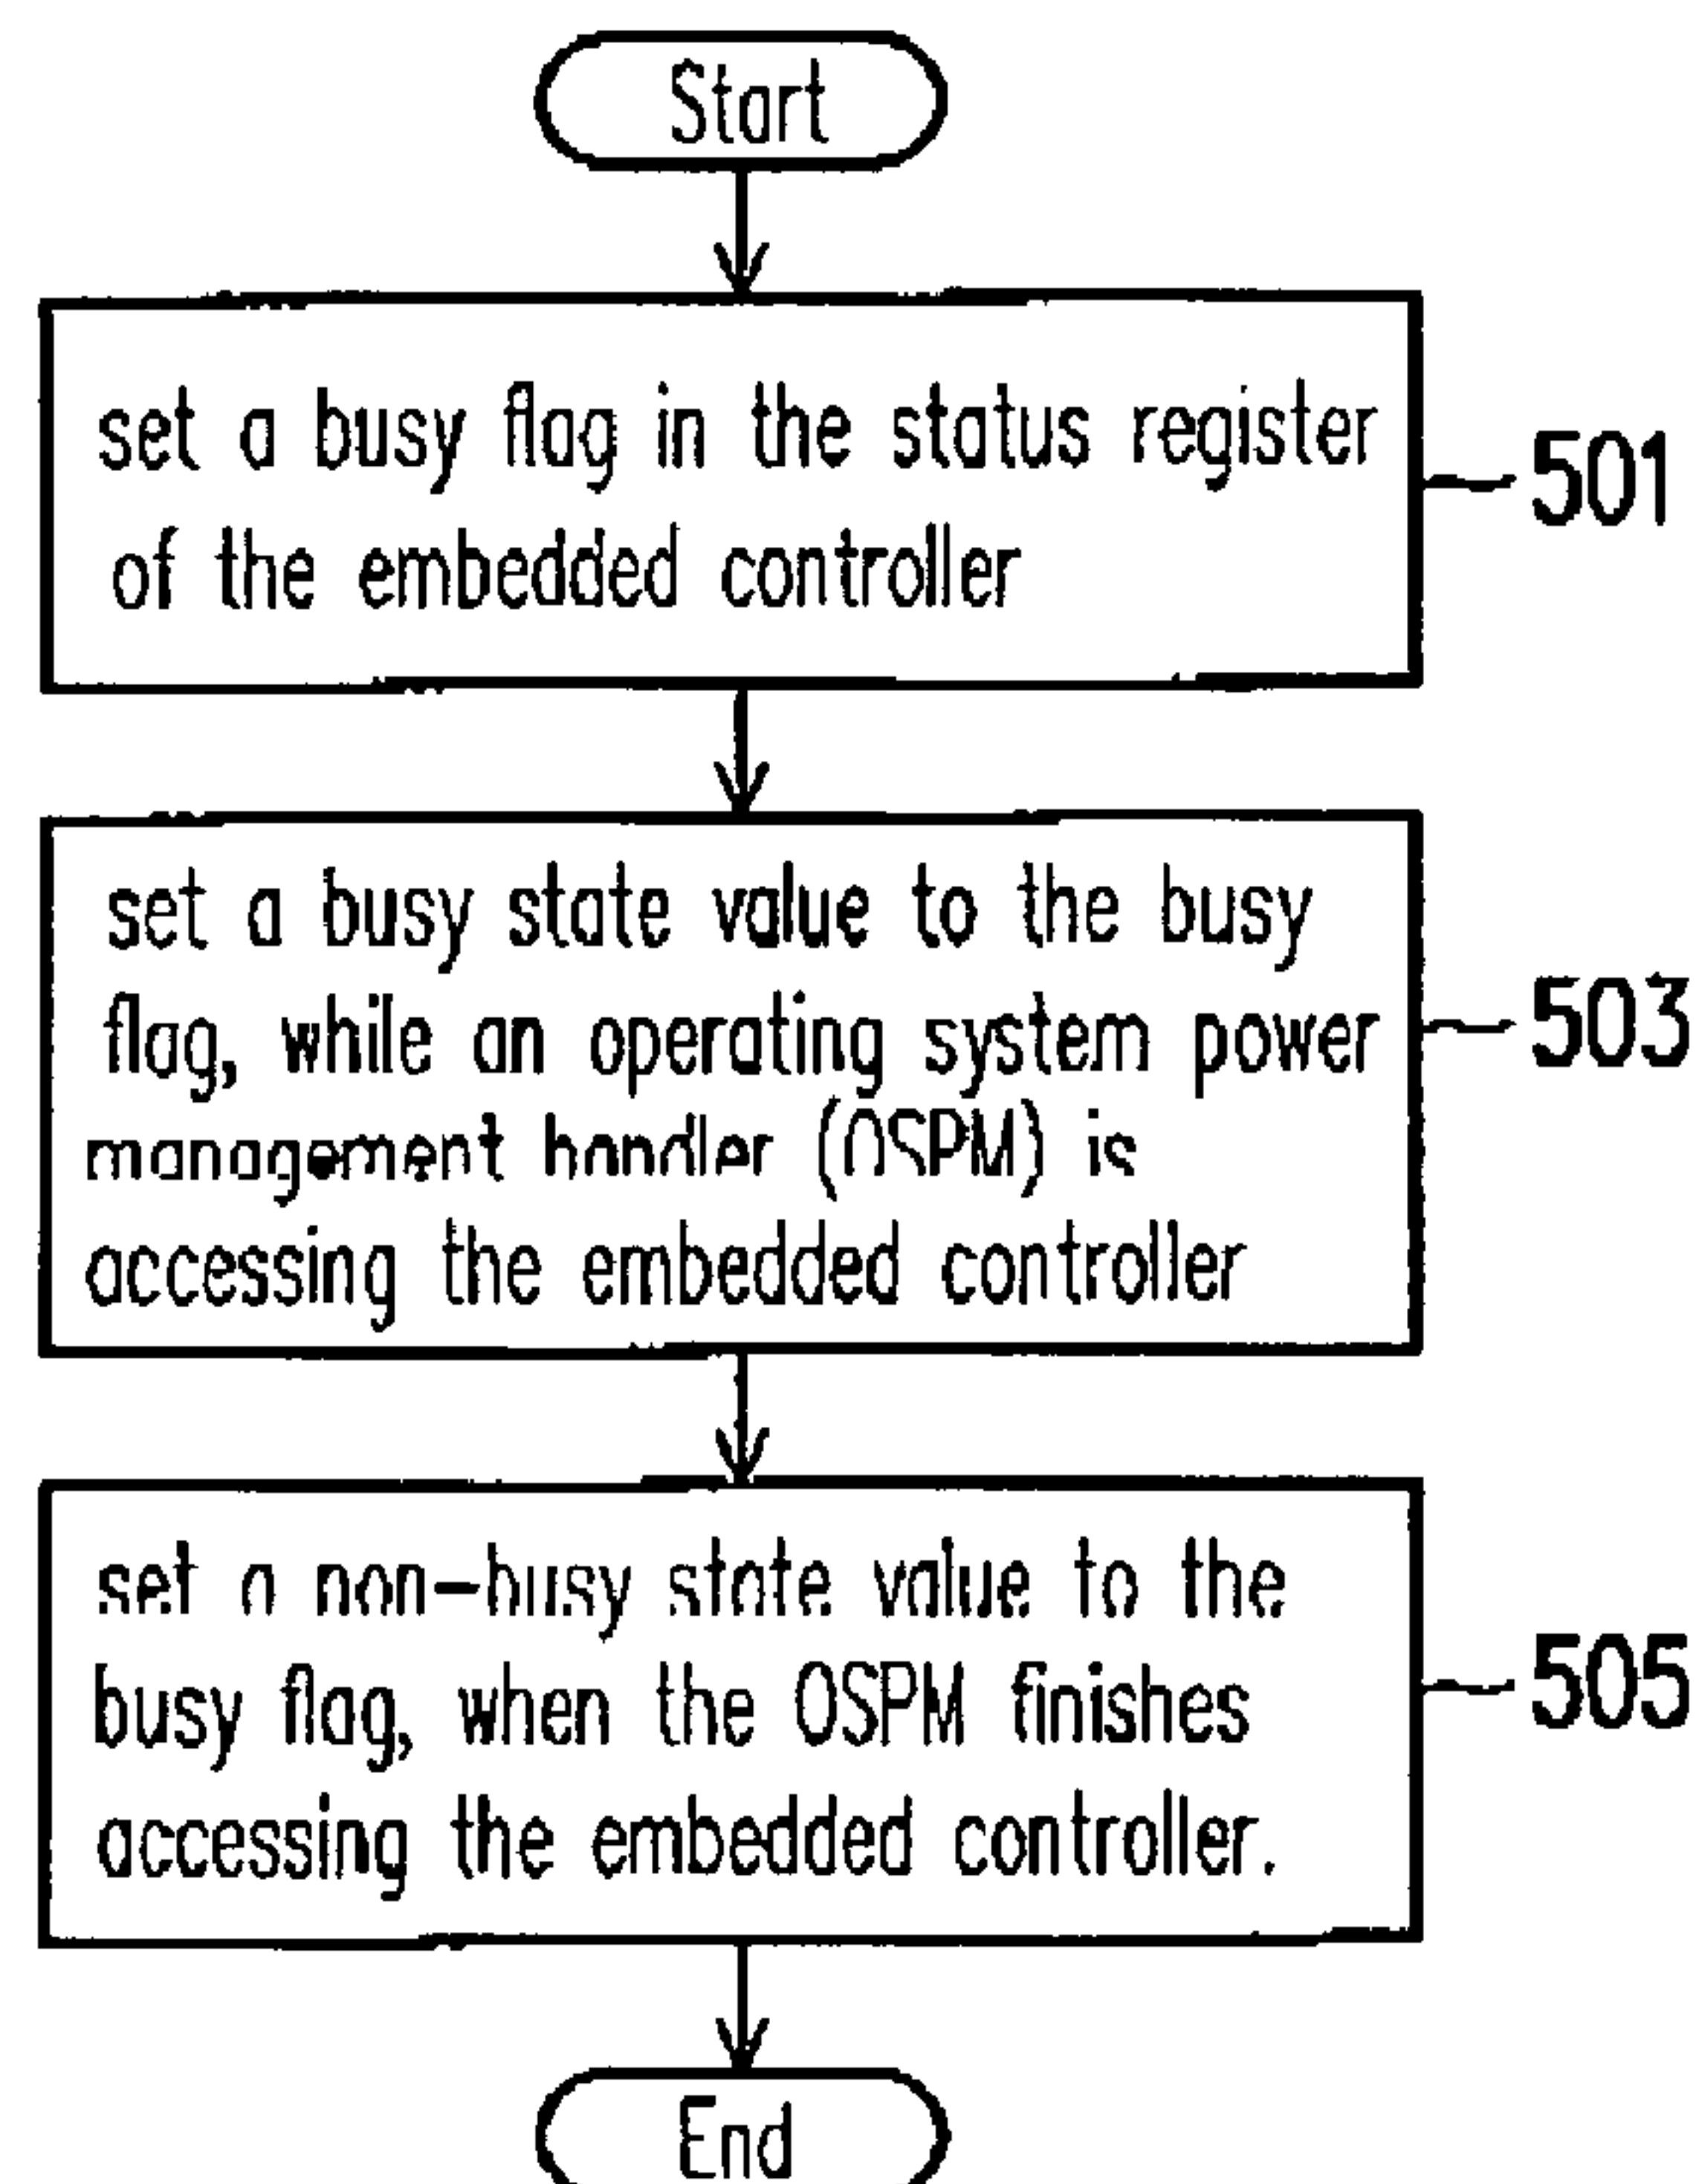 Start
set a busy flag in the status register
of the embedded controller
501
set a busy state value to the busy
flag, while an operating system power
management handler (OSPM) is
accessing the embedded controller
503
set a non-busy state value to the
busy flag, when the OSPM finishes
accessing the embedded controller.
505
End